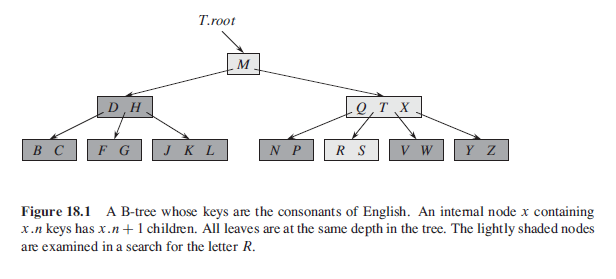 T.root
M
D H
Q T X
B C
F G
J K L
N P
R S
V W
Y Z
Figure 18.1 A B-tree whose keys are the consonants of English. An internal node x containing
x.n keys has x.n + 1 children. All leaves are at the same depth in the tree. The lightly shaded nodes
are examined in a search for the letter R.